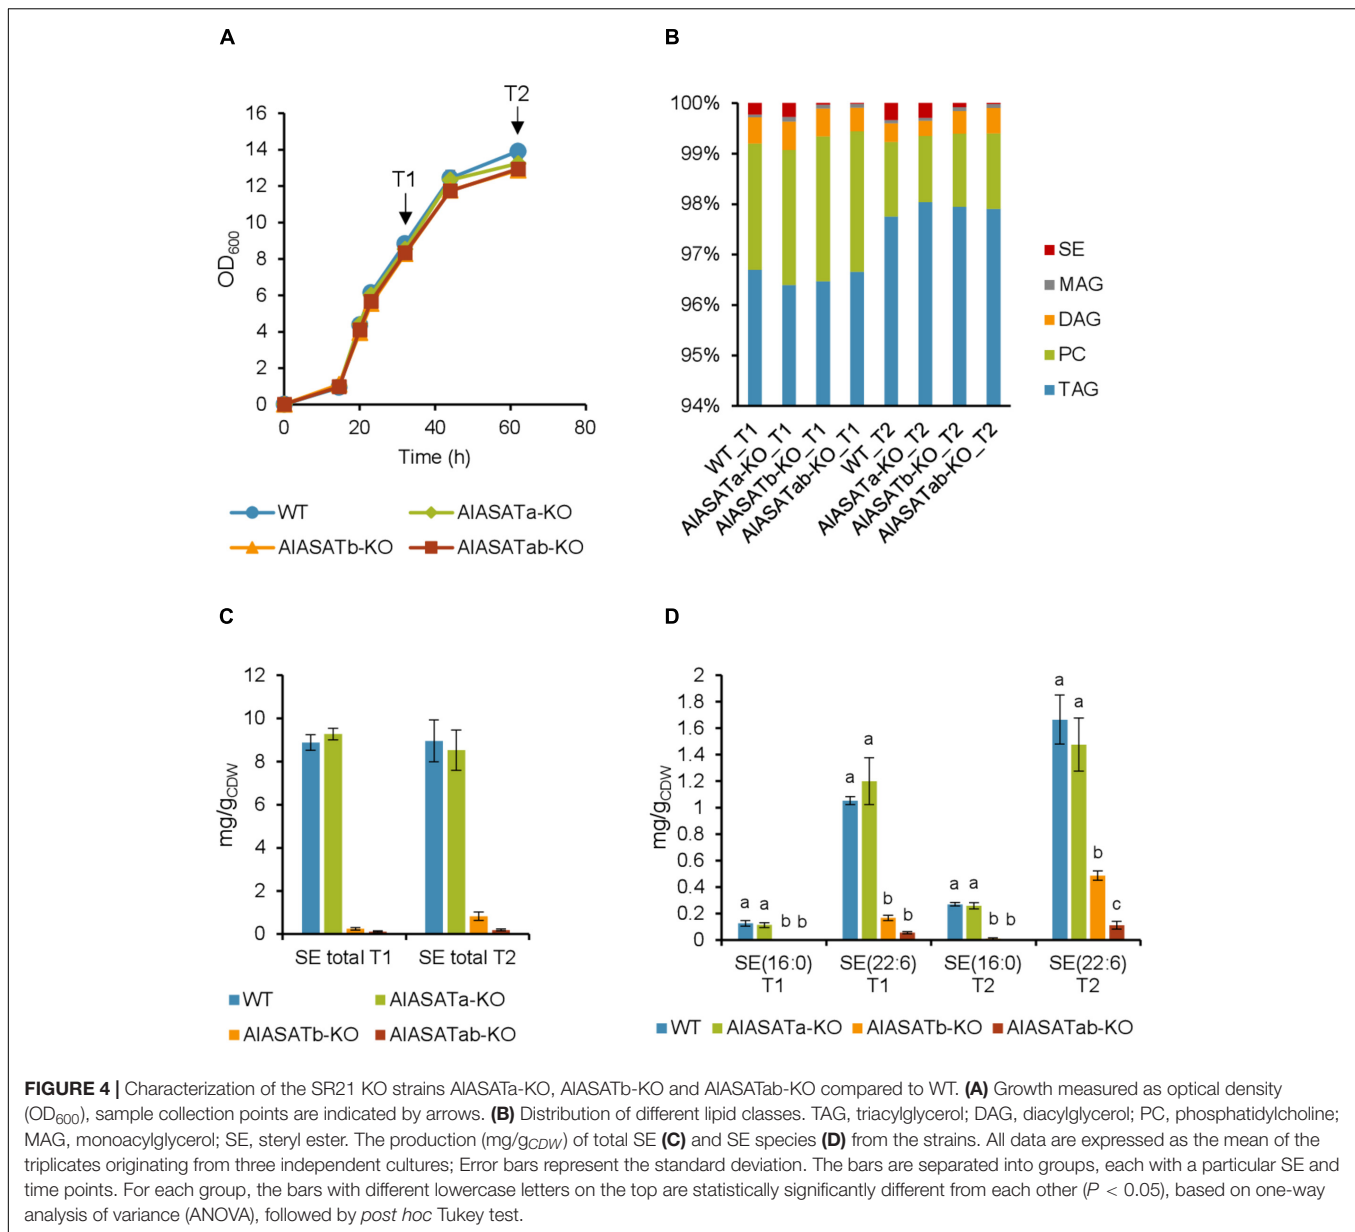 A
16
14
12
10
8
6
4
2
0
OD600
T1
T2
0 20 40 60 80
Time (h)
WT AlASATa-KO
AlASATb-KO AlASATab-KO
B
100%
99%
98%
97%
96%
95%
94%
SE
MAG
DAG
PC
TAG
WT_T1
AlASATa-KO_T1
AlASATb-KO_T1
AlASATab-KO_T1
WT_T2
AlASATa-KO_T2
AlASATb-KO_T2
AlASATab-KO_T2
C
12
10
8
6
4
2
0
mg/gCDW
SE total T1 SE total T2
WT AlASATa-KO
AlASATb-KO AlASATab-KO
D
2
1.8
1.6
1.4
1.2
1
0.8
0.6
0.4
0.2
0
mg/gCDW
a a b b
a a b b
a a b b
a a b c
SE(16:0) SE(22:6) SE(16:0) SE(22:6)
T1 T1 T2 T2
WT AlASATa-KO AlASATb-KO AlASATab-KO
FIGURE 4 | Characterization of the SR21 KO strains AlASATa-KO, AlASATb-KO and AlASATab-KO compared to WT. (A) Growth measured as optical density
(OD600), sample collection points are indicated by arrows. (B) Distribution of different lipid classes. TAG, triacylglycerol; DAG, diacylglycerol; PC, phosphatidylcholine;
MAG, monoacylglycerol; SE, steryl ester. The production (mg/gCDW) of total SE (C) and SE species (D) from the strains. All data are expressed as the mean of the
triplicates originating from three independent cultures; Error bars represent the standard deviation. The bars are separated into groups, each with a particular SE and
time points. For each group, the bars with different lowercase letters on the top are statistically significantly different from each other (P < 0.05), based on one-way
analysis of variance (ANOVA), followed by post hoc Tukey test.